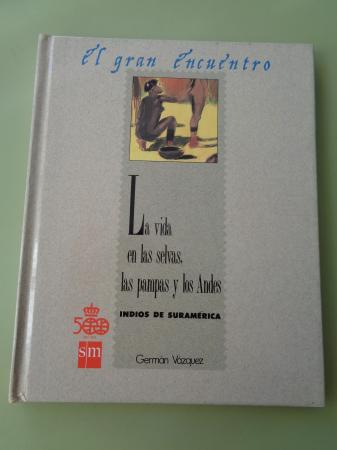 El gran Encuentro
La vida
en las selvas,
las pampas y los Andes
INDIOS DE SURAMÉRICA
500
sm
Germán Vázquez